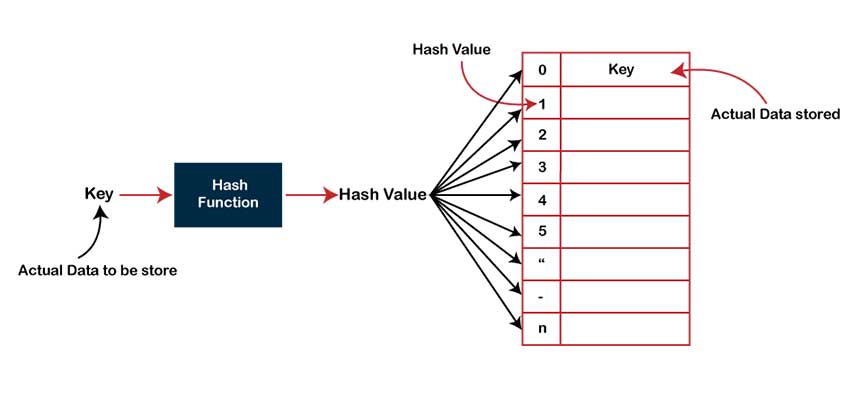 Hash Value
0 Key
1
Actual Data stored
2
3
Key
Hash
Function
Hash Value
4
5
“
Actual Data to be store
-
n